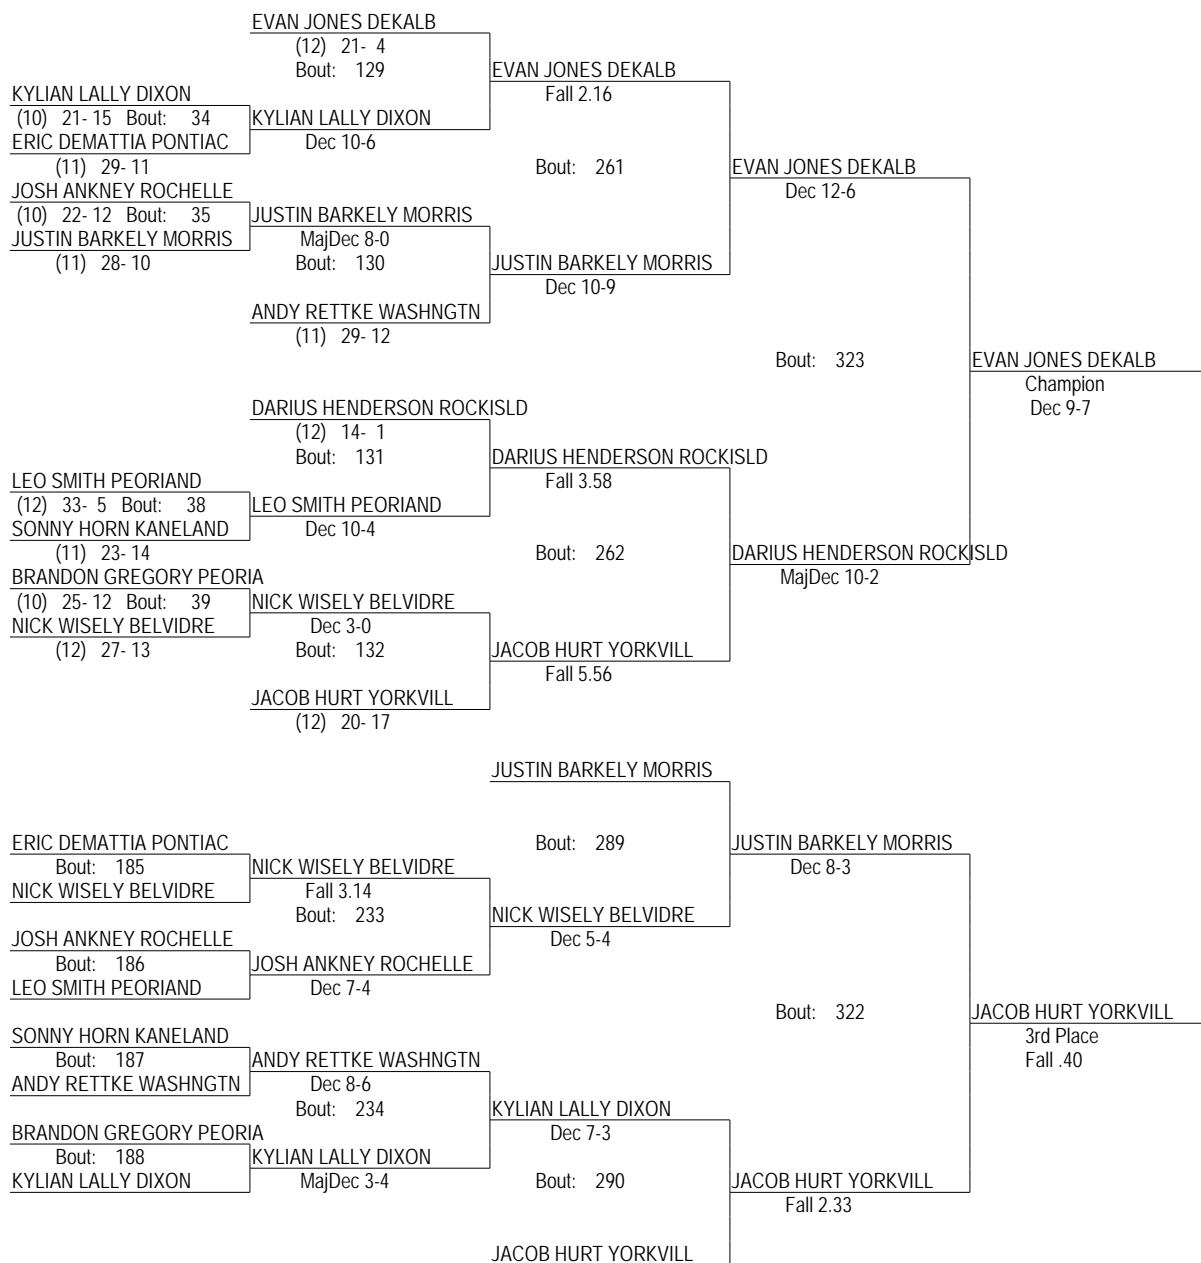 EVAN JONES DEKALB
(12) 21- 4
Bout: 129
EVAN JONES DEKALB
Fall 2.16
KYLIAN LALLY DIXON
(10) 21- 15 Bout: 34
KYLIAN LALLY DIXON
ERIC DEMATTIA PONTIAC
Dec 10-6
(11) 29- 11
Bout: 261
EVAN JONES DEKALB
Dec 12-6
JOSH ANKNEY ROCHELLE
(10) 22- 12 Bout: 35
JUSTIN BARKELY MORRIS
JUSTIN BARKELY MORRIS
MajDec 8-0
(11) 28- 10
Bout: 130
JUSTIN BARKELY MORRIS
Dec 10-9
ANDY RETTKE WASHNGTN
(11) 29- 12
Bout: 323
EVAN JONES DEKALB
Champion
Dec 9-7
DARIUS HENDERSON ROCKISLD
(12) 14- 1
Bout: 131
DARIUS HENDERSON ROCKISLD
Fall 3.58
LEO SMITH PEORIAND
(12) 33- 5 Bout: 38
LEO SMITH PEORIAND
SONNY HORN KANELAND
Dec 10-4
(11) 23- 14
Bout: 262
DARIUS HENDERSON ROCKISLD
MajDec 10-2
BRANDON GREGORY PEORIA
(10) 25- 12 Bout: 39
NICK WISELY BELVIDRE
NICK WISELY BELVIDRE
Dec 3-0
(12) 27- 13
Bout: 132
JACOB HURT YORKVILL
Fall 5.56
JACOB HURT YORKVILL
(12) 20- 17
JUSTIN BARKELY MORRIS
ERIC DEMATTIA PONTIAC
Bout: 289
JUSTIN BARKELY MORRIS
Bout: 185
NICK WISELY BELVIDRE
Dec 8-3
NICK WISELY BELVIDRE
Fall 3.14
Bout: 233
NICK WISELY BELVIDRE
Dec 5-4
JOSH ANKNEY ROCHELLE
Bout: 186
JOSH ANKNEY ROCHELLE
LEO SMITH PEORIAND
Dec 7-4
Bout: 322
JACOB HURT YORKVILL
3rd Place
Fall .40
SONNY HORN KANELAND
Bout: 187
ANDY RETTKE WASHNGTN
ANDY RETTKE WASHNGTN
Dec 8-6
Bout: 234
KYLIAN LALLY DIXON
Dec 7-3
BRANDON GREGORY PEORIA
Bout: 188
KYLIAN LALLY DIXON
KYLIAN LALLY DIXON
MajDec 3-4
Bout: 290
JACOB HURT YORKVILL
Fall 2.33
JACOB HURT YORKVILL